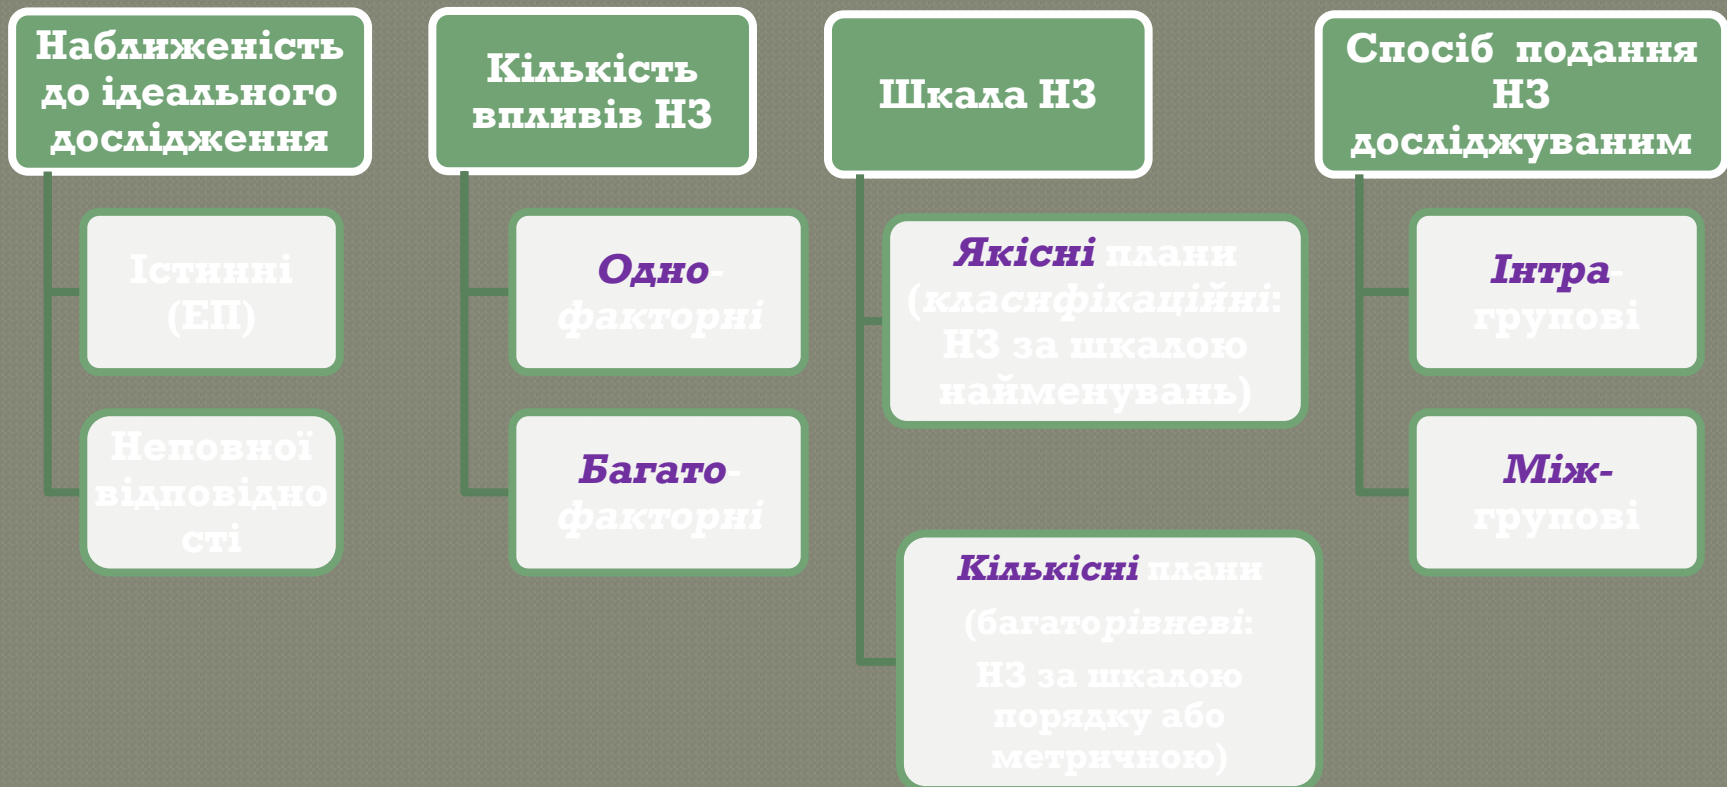 Наближеність
до ідеального
дослідження
Істинні
(ЕП)
Неповної
відповідно
сті
Кількість
впливів НЗ
Одно-
факторні
Багато-
факторні
Шкала НЗ
Якісні плани
(класифікаційні:
НЗ за шкалою
найменувань)
Кількісні плани
(багаторівневі:
НЗ за шкалою
порядку або
метричною)
Спосіб подання
НЗ
досліджуваним
Інтра-
групові
Між-
групові